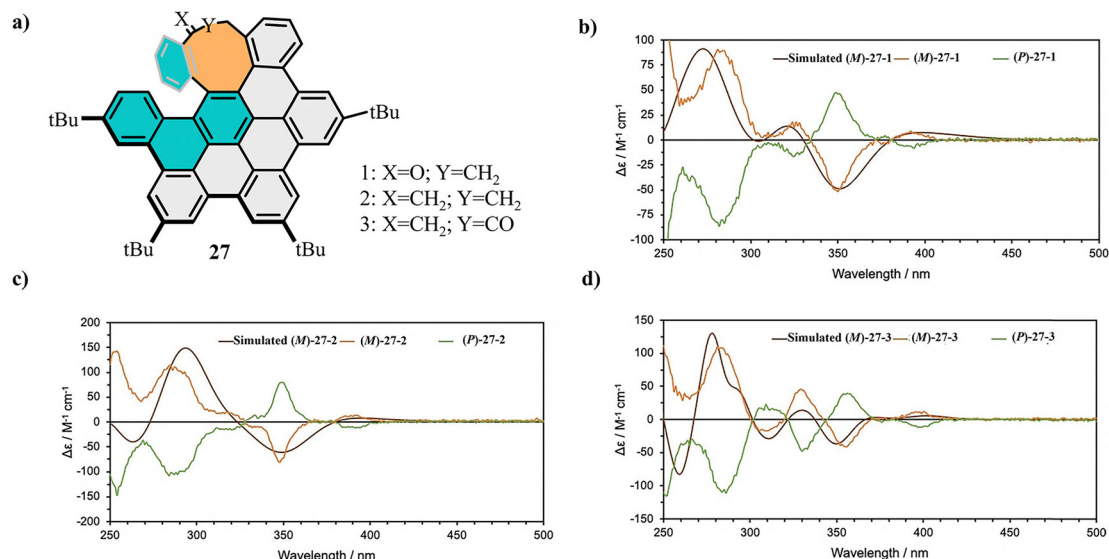 a)
X
Y
tBu
tBu
tBu
tBu
27
1: X=O; Y=CH₂
2: X=CH₂; Y=CH₂
3: X=CH₂; Y=CO
b)
Simulated (M)-27-1 (M)-27-1 (P)-27-1
100
75
50
25
0
-25
-50
-75
-100
Δε / M⁻¹ cm⁻¹
250 300 350 400 450 500
Wavelength / nm
c)
Simulated (M)-27-2 (M)-27-2 (P)-27-2
200
150
100
50
0
-50
-100
-150
-200
Δε / M⁻¹ cm⁻¹
250 300 350 400 450 500
Wavelength / nm
d)
Simulated (M)-27-3 (M)-27-3 (P)-27-3
150
100
50
0
-50
-100
-150
Δε / M⁻¹ cm⁻¹
250 300 350 400 450 500
Wavelength / nm